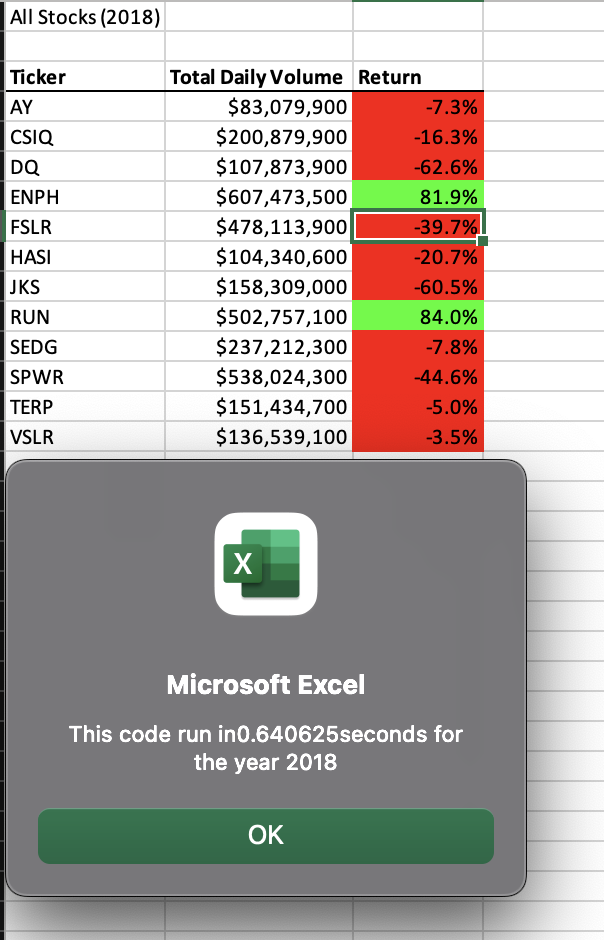 All Stocks (2018)
Ticker Total Daily Volume Return
AY $83,079,900 -7.3%
CSIQ $200,879,900 -16.3%
DQ $107,873,900 -62.6%
ENPH $607,473,500 81.9%
FSLR $478,113,900 -39.7%
HASI $104,340,600 -20.7%
JKS $158,309,000 -60.5%
RUN $502,757,100 84.0%
SEDG $237,212,300 -7.8%
SPWR $538,024,300 -44.6%
TERP $151,434,700 -5.0%
VSLR $136,539,100 -3.5%
X
Microsoft Excel
This code run in0.640625seconds for
the year 2018
OK